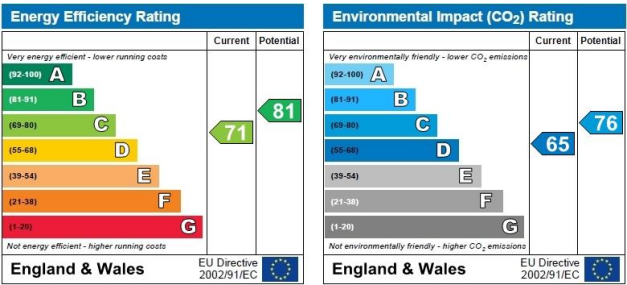 Energy Efficiency Rating
Current Potential
Very energy efficient - lower running costs
(92-100) A
(81-91) B
81
(69-80) C
71
(55-68) D
(39-54) E
(21-38) F
(1-20) G
Not energy efficient - higher running costs
England & Wales
EU Directive
2002/91/EC
Environmental Impact (CO2) Rating
Current Potential
Very environmentally friendly - lower CO2 emissions
(92-100) A
(81-91) B
(69-80) C
76
(55-68) D
65
(39-54) E
(21-38) F
(1-20) G
Not environmentally friendly - higher CO2 emissions
England & Wales
EU Directive
2002/91/EC